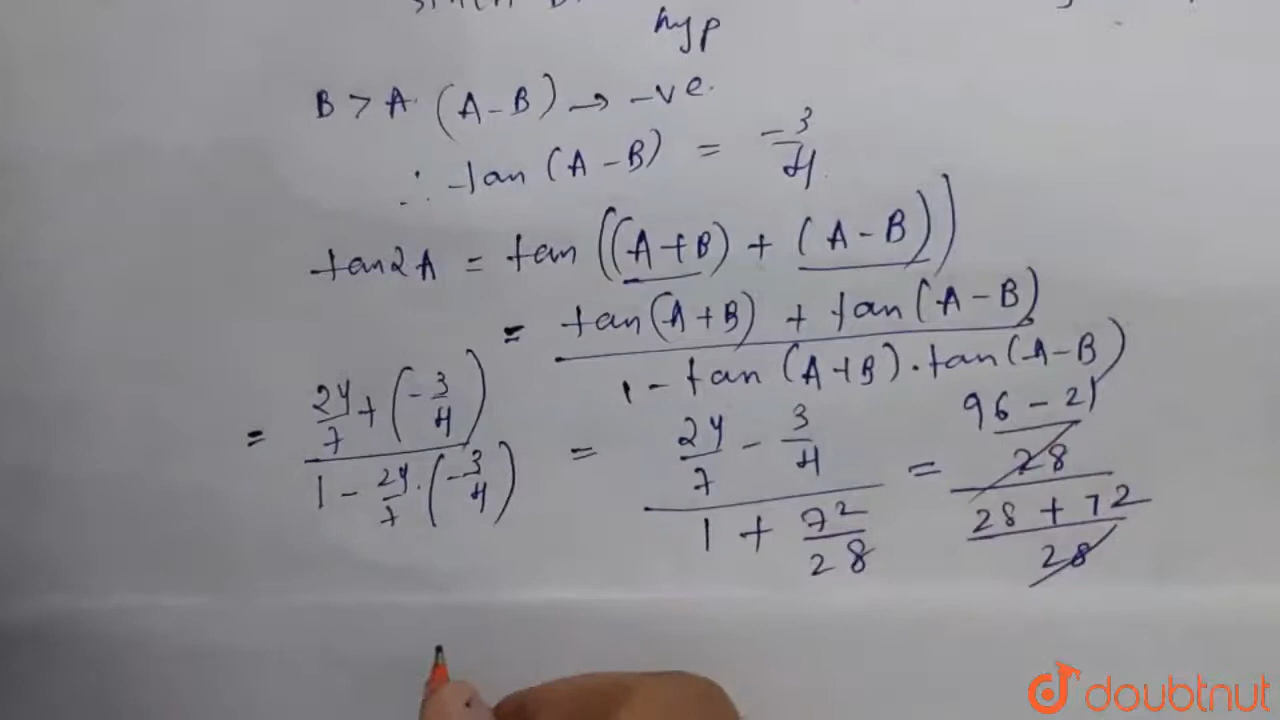 hyp
B > A. (A - B) → -ve.
∴ tan (A - B) = -3/4.
tan2A = tan ((A + B) + (A - B))
= tan(A + B) + tan(A - B) / 1 - tan (A + B) . tan(A - B)
= 24/7 + (-3/4) / 1 - 24/7 . (-3/4) = 24/7 - 3/4 / 1 + 72/28 = 96 - 21/28 / 28 + 72/28
doubtnut